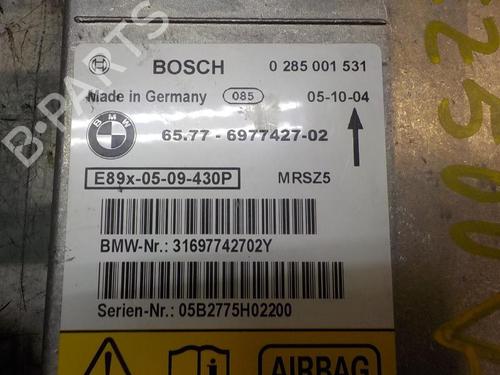 BOSCH 0 285 001 531
Made in Germany 085 05-10-04
BMW
65.77 - 6977427-02
E89x-05-09-430P MRSZ5
BMW-Nr.: 31697742702Y
Serien-Nr.: 05B2775H02200
AIRBAG
B-PARTS